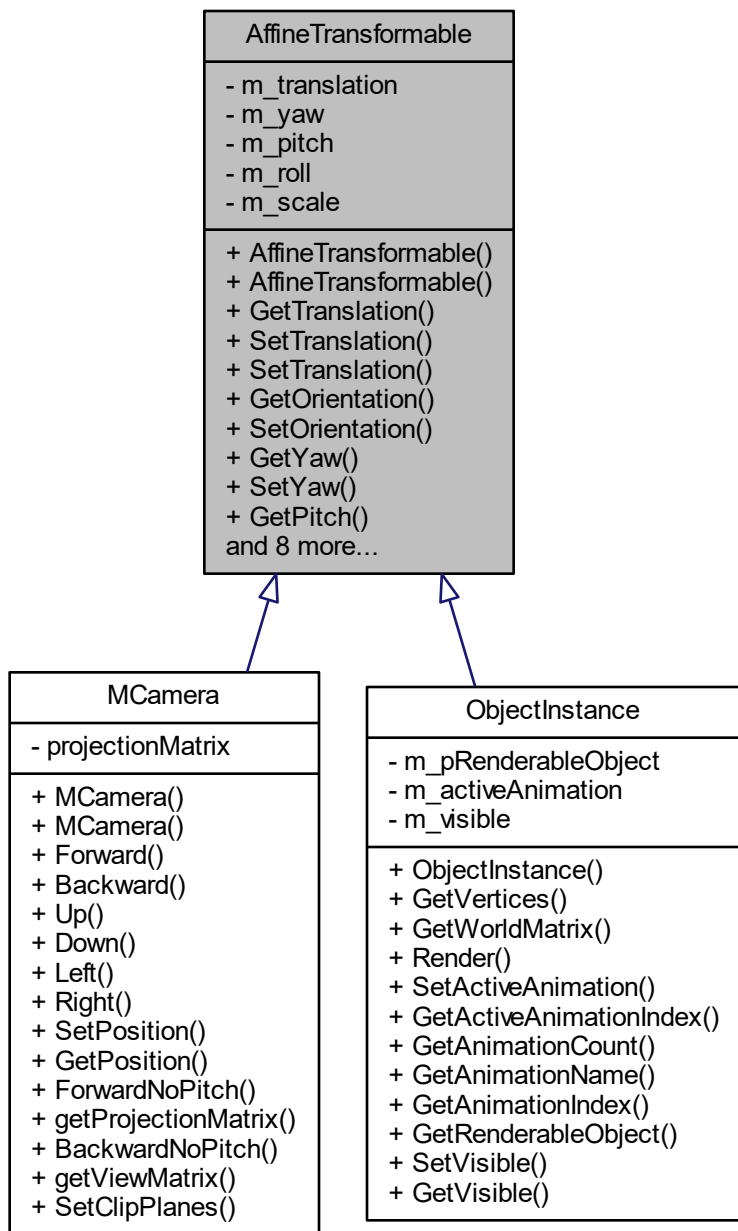 AffineTransformable
- m_translation
- m_yaw
- m_pitch
- m_roll
- m_scale
+ AffineTransformable()
+ AffineTransformable()
+ GetTranslation()
+ SetTranslation()
+ SetTranslation()
+ GetOrientation()
+ SetOrientation()
+ GetYaw()
+ SetYaw()
+ GetPitch()
and 8 more...
MCamera
- projectionMatrix
+ MCamera()
+ MCamera()
+ Forward()
+ Backward()
+ Up()
+ Down()
+ Left()
+ Right()
+ SetPosition()
+ GetPosition()
+ ForwardNoPitch()
+ getProjectionMatrix()
+ BackwardNoPitch()
+ getViewMatrix()
+ SetClipPlanes()
ObjectInstance
- m_pRenderableObject
- m_activeAnimation
- m_visible
+ ObjectInstance()
+ GetVertices()
+ GetWorldMatrix()
+ Render()
+ SetActiveAnimation()
+ GetActiveAnimationIndex()
+ GetAnimationCount()
+ GetAnimationName()
+ GetAnimationIndex()
+ GetRenderableObject()
+ SetVisible()
+ GetVisible()